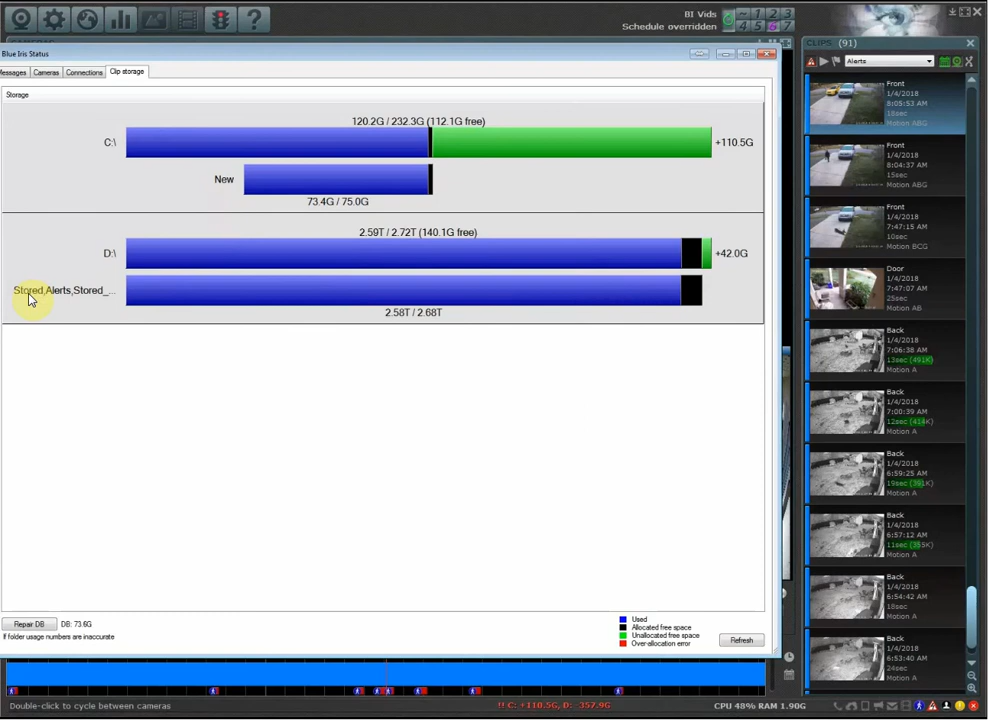 BI Vids
Schedule overridden
1 2 3
4 5 6 7
Blue Iris Status
Messages Cameras Connections Clip storage
Storage
120.2G / 232.3G (112.1G free)
C:\
+110.5G
New
73.4G / 75.0G
2.59T / 2.72T (140.1G free)
D:\
+42.0G
Stored,Alerts,Stored_...
2.58T / 2.68T
Repair DB DB: 73.6G
If folder usage numbers are inaccurate
Used
Allocated free space
Unallocated free space
Over-allocation error
Refresh
CLIPS (91)
Alerts
Front
1/4/2018
8:05:53 AM
18sec
Motion ABG
Front
1/4/2018
8:04:37 AM
15sec
Motion ABG
Front
1/4/2018
7:47:15 AM
10sec
Motion BCG
Door
1/4/2018
7:47:07 AM
25sec
Motion AB
Back
1/4/2018
7:06:38 AM
13sec (491K)
Motion A
Back
1/4/2018
7:00:39 AM
12sec (414K)
Motion A
Back
1/4/2018
6:59:25 AM
19sec (391K)
Motion A
Back
1/4/2018
6:57:12 AM
11sec (355K)
Motion A
Back
1/4/2018
6:54:42 AM
18sec
Motion A
Back
1/4/2018
6:53:40 AM
24sec
Motion A
Double-click to cycle between cameras
!! C: +110.5G, D: -357.9G
CPU 48% RAM 1.90G